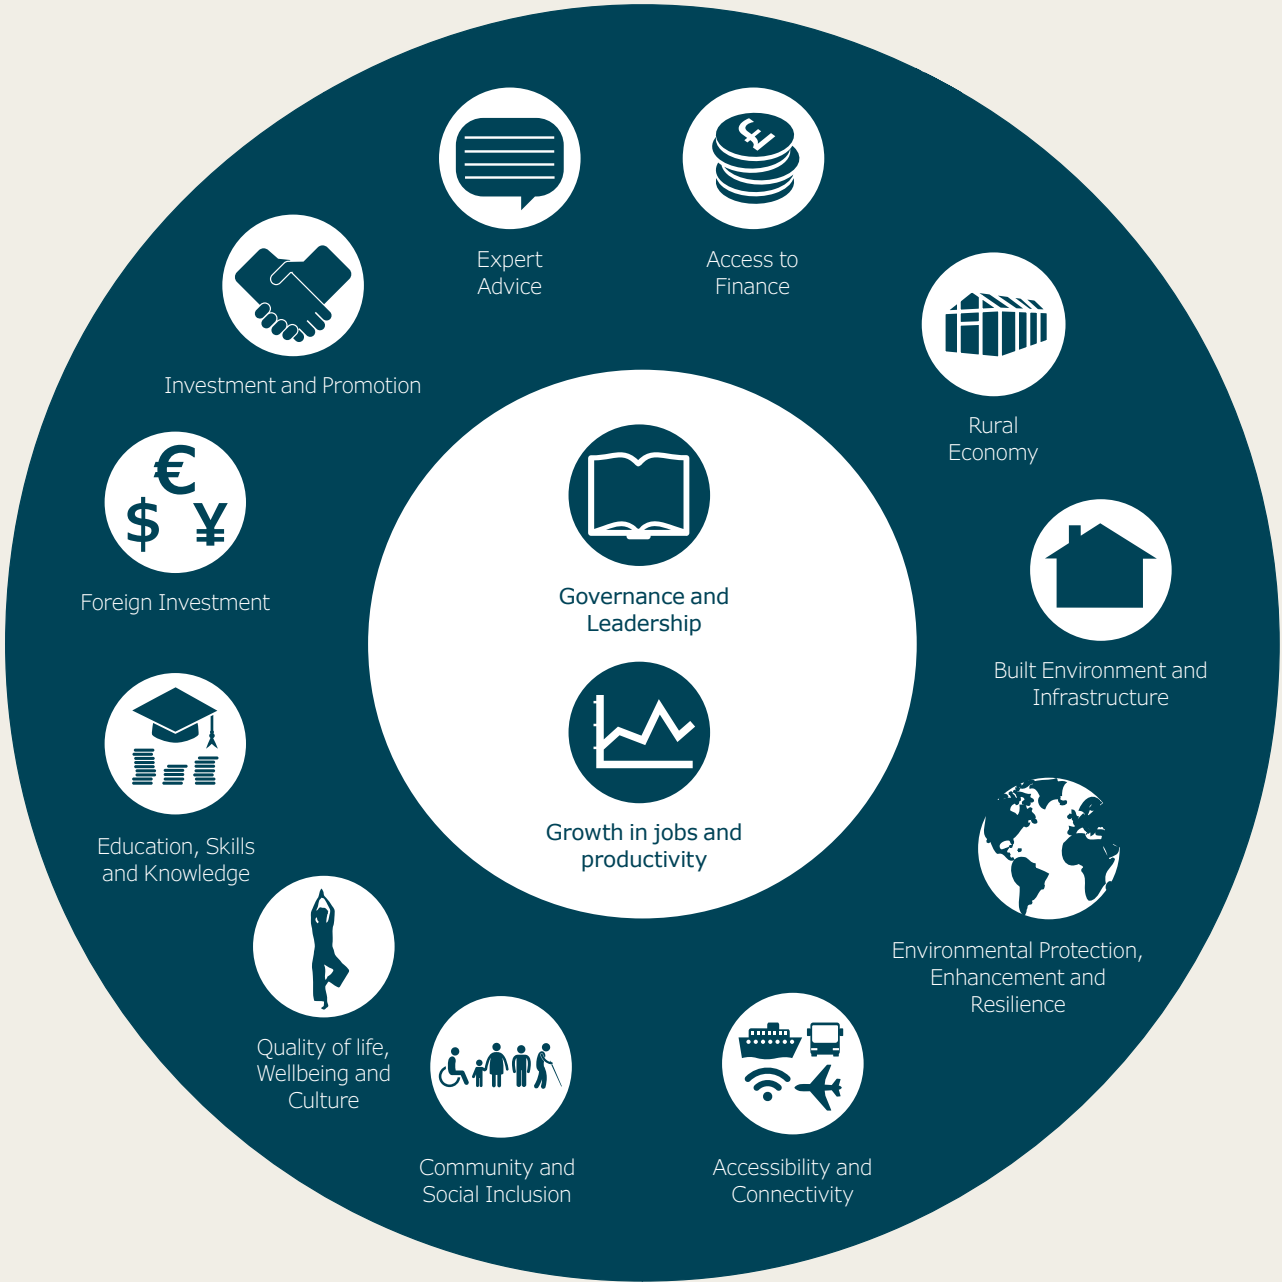 Expert
Advice
Access to
Finance
£
Investment and Promotion
Rural
Economy
€
$ ¥
Foreign Investment
Governance and
Leadership
Built Environment and
Infrastructure
Education, Skills
and Knowledge
Growth in jobs and
productivity
Environmental Protection,
Enhancement and
Resilience
Quality of life,
Wellbeing and
Culture
Community and
Social Inclusion
Accessibility and
Connectivity